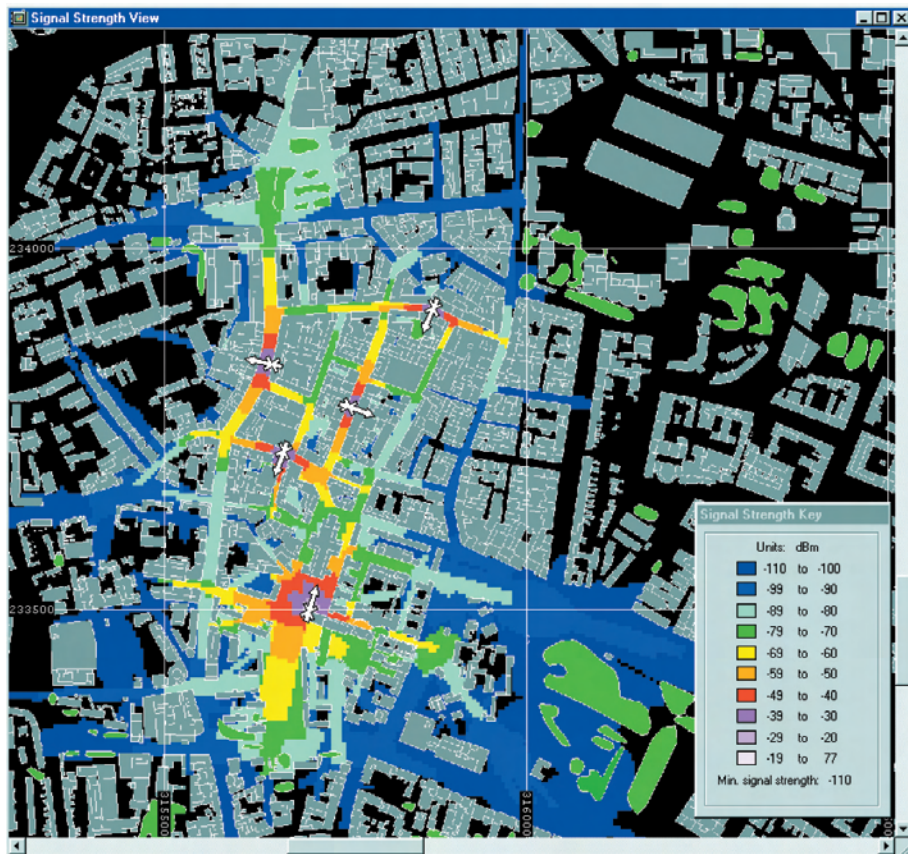 Signal Strength View
234000
233500
315500
316000
Signal Strength Key
Units: dBm
-110 to -100
-99 to -90
-89 to -80
-79 to -70
-69 to -60
-59 to -50
-49 to -40
-39 to -30
-29 to -20
-19 to 77
Min. signal strength: -110